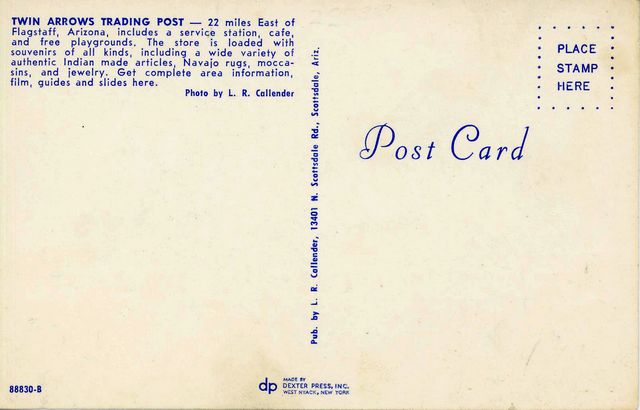 TWIN ARROWS TRADING POST — 22 miles East of
Flagstaff, Arizona, includes a service station, cafe,
and free playgrounds. The store is loaded with
souvenirs of all kinds, including a wide variety of
authentic Indian made articles, Navajo rugs, mocca-
sins, and jewelry. Get complete area information,
film, guides and slides here.
Photo by L. R. Callender
Pub. by L. R. Callender, 13401 N. Scottsdale Rd., Scottsdale, Ariz.
PLACE
STAMP
HERE
Post Card
88830-B
dp
MADE BY
DEXTER PRESS, INC.
WEST NYACK, NEW YORK